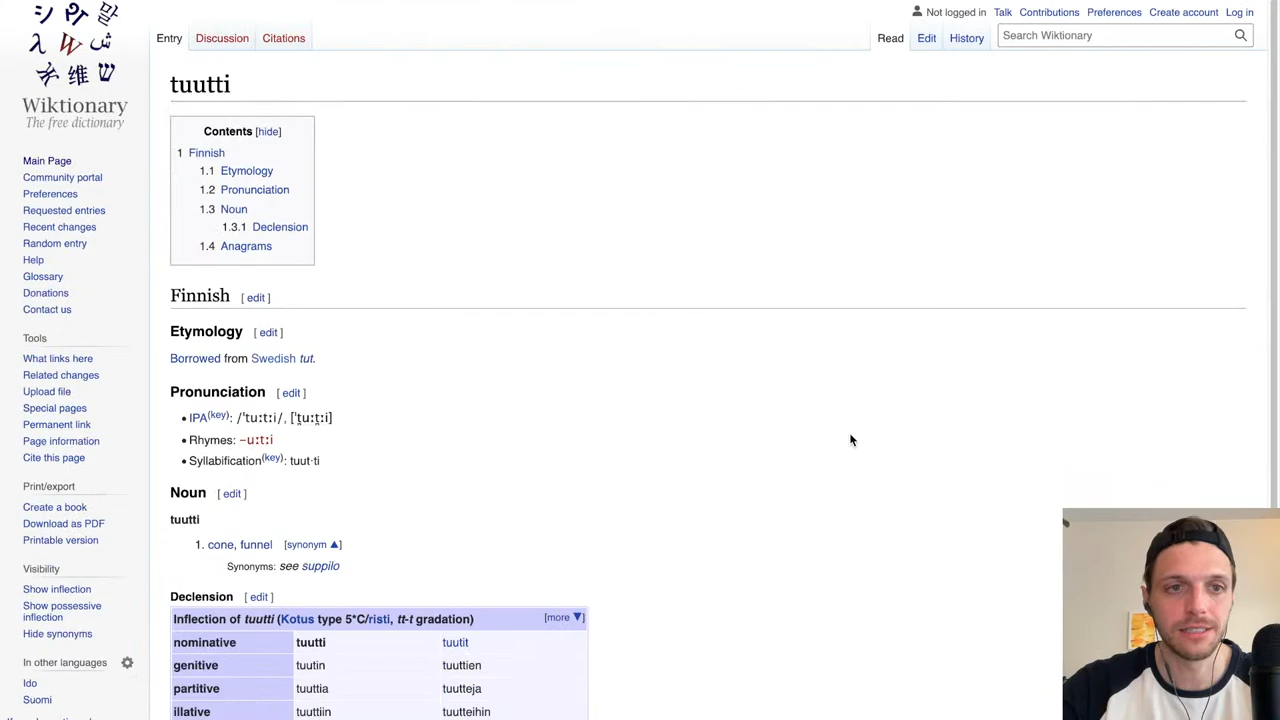 Not logged in Talk Contributions Preferences Create account Log in
Entry Discussion Citations Read Edit History Search Wiktionary
Wiktionary
The free dictionary
Main Page
Community portal
Preferences
Requested entries
Recent changes
Random entry
Help
Glossary
Donations
Contact us
Tools
What links here
Related changes
Upload file
Special pages
Permanent link
Page information
Cite this page
Print/export
Create a book
Download as PDF
Printable version
Visibility
Show inflection
Show possessive
inflection
Hide synonyms
In other languages
Ido
Suomi
tuutti
Contents [hide]
1 Finnish
1.1 Etymology
1.2 Pronunciation
1.3 Noun
1.3.1 Declension
1.4 Anagrams
Finnish [ edit ]
Etymology [ edit ]
Borrowed from Swedish tut.
Pronunciation [ edit ]
• IPA(key): /ˈtuːtːi/, [ˈt̪uːt̪ːi]
• Rhymes: -uːtːi
• Syllabification(key): tuut·ti
Noun [ edit ]
tuutti
1. cone, funnel [synonym ▲]
Synonyms: see suppilo
Declension [ edit ]
Inflection of tuutti (Kotus type 5*C/risti, tt-t gradation) [more ▼]
nominative tuutti tuutit
genitive tuutin tuuttien
partitive tuuttia tuutteja
illative tuuttiin tuutteihin